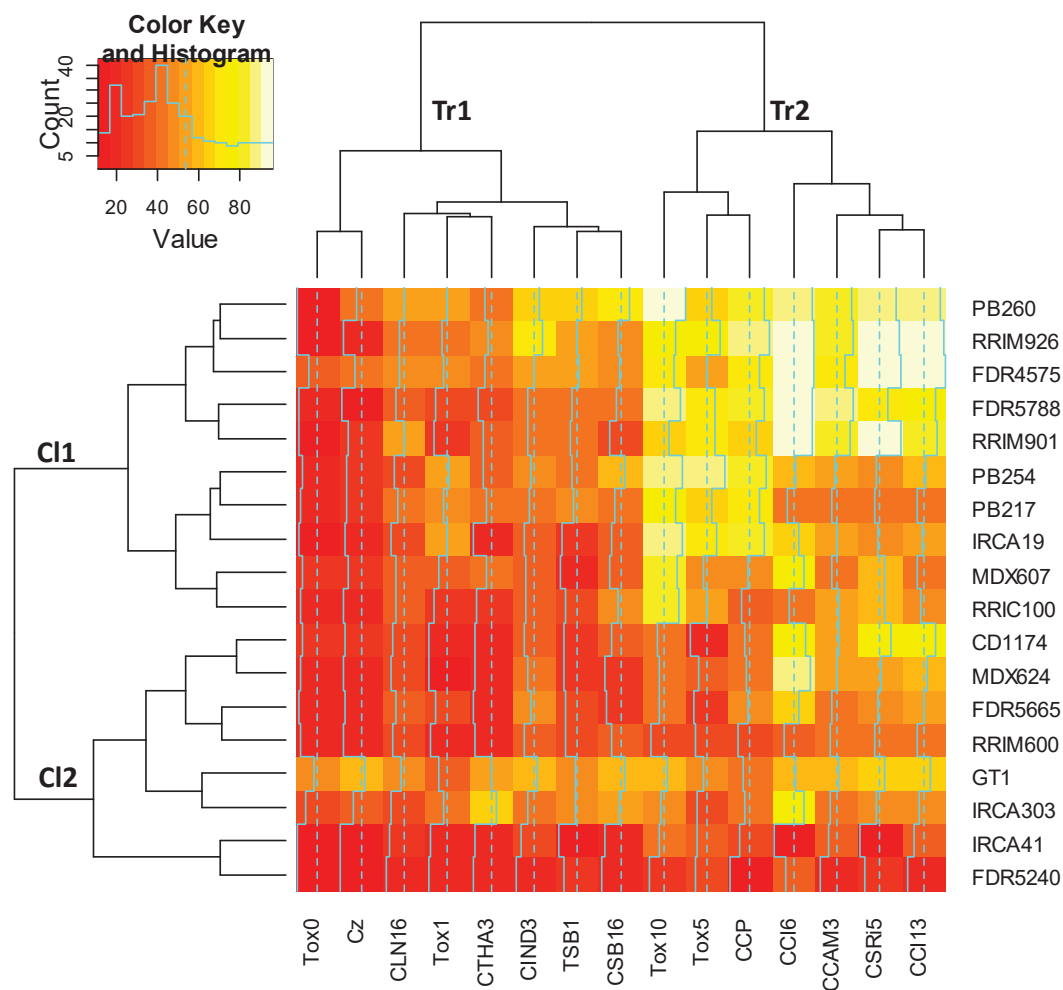 Color Key
and Histogram
Count
5
20
40
20
40
60
80
Value
Tr1
Tr2
Cl1
Cl2
PB260
RRIM926
FDR4575
FDR5788
RRIM901
PB254
PB217
IRCA19
MDX607
RRIC100
CD1174
MDX624
FDR5665
RRIM600
GT1
IRCA303
IRCA41
FDR5240
Tox0
Cz
CLN16
Tox1
CTHA3
CIND3
TSB1
CSB16
Tox10
Tox5
CCP
CCI6
CCAM3
CSRi5
CCI13